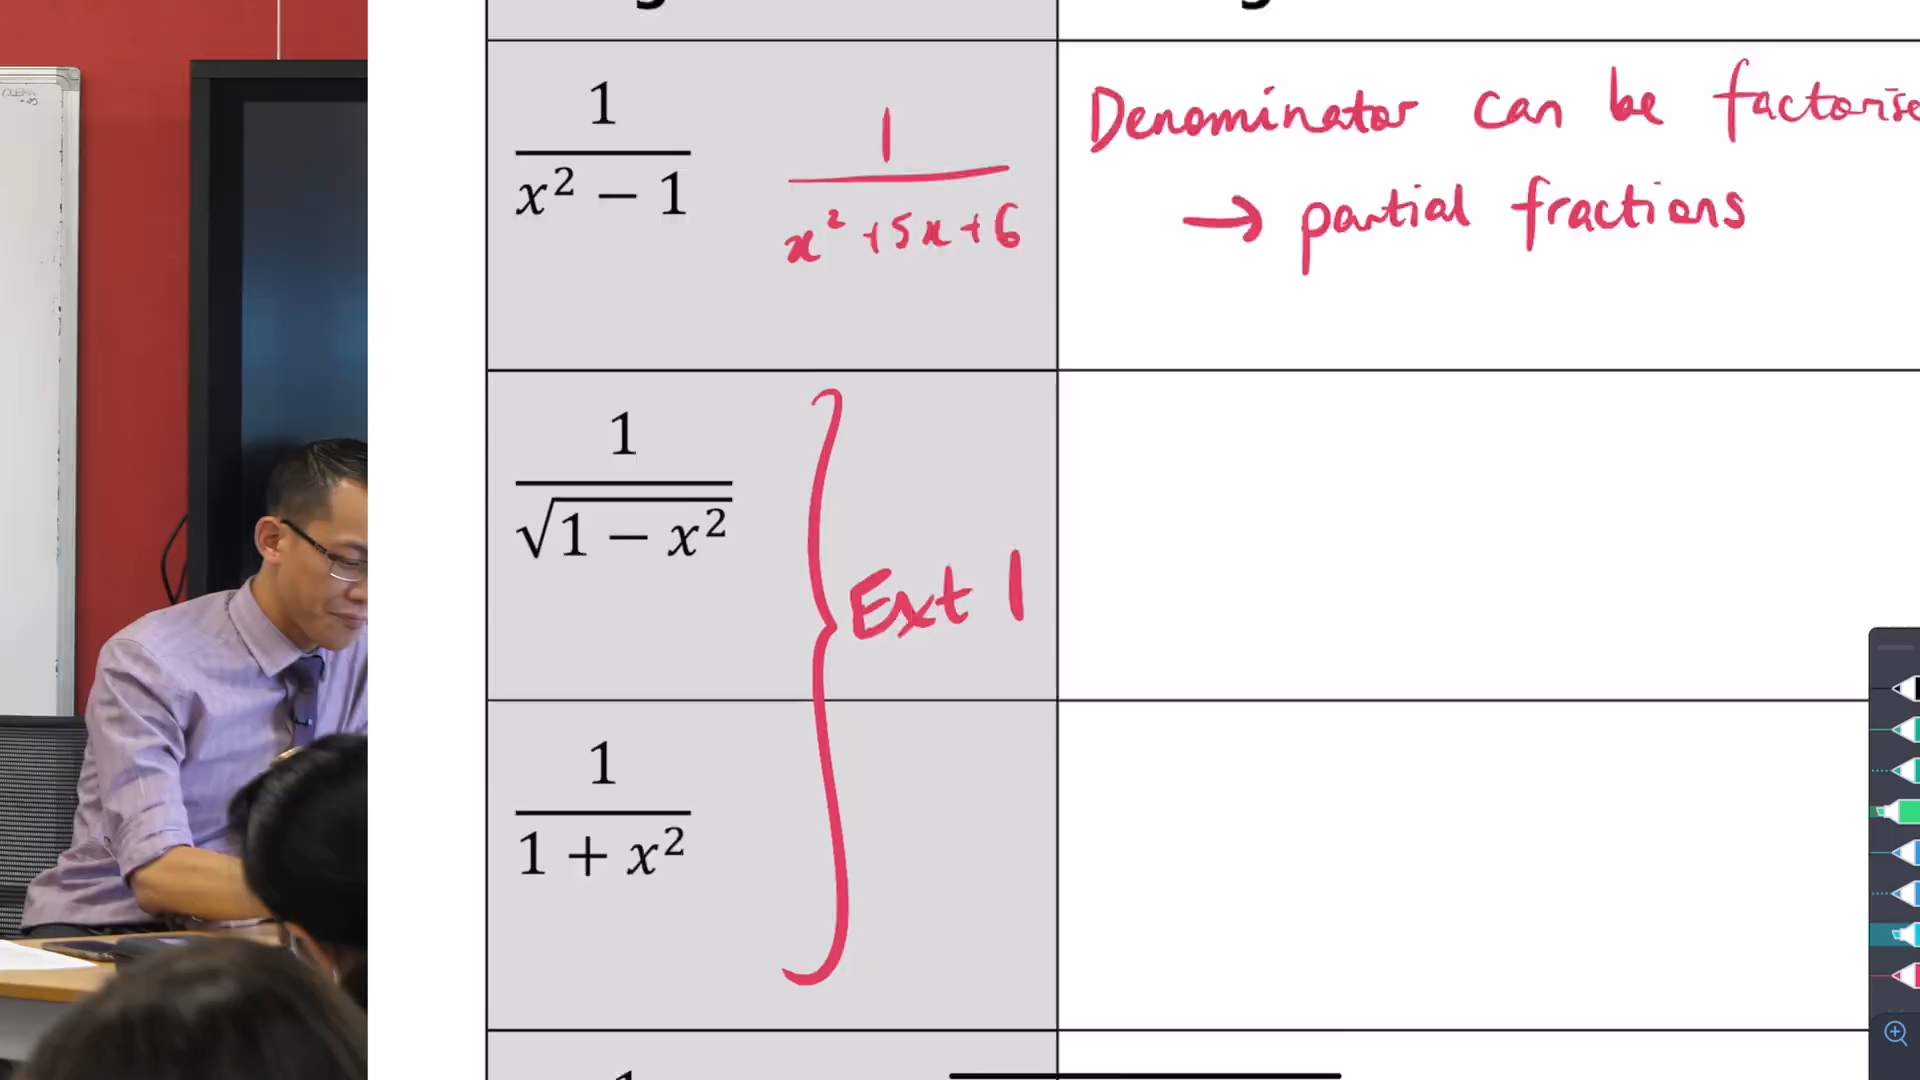 1
x² − 1
1
x² + 5x + 6
Denominator can be factorise
→ partial fractions
1
√1 − x²
Ext 1
1
1 + x²